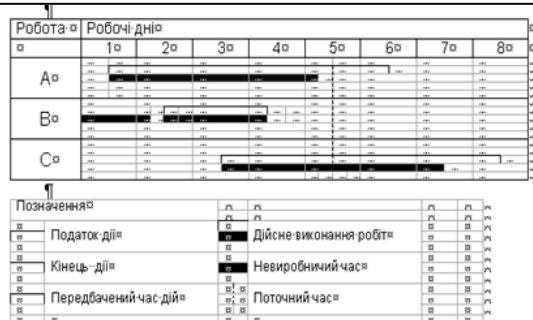 Робота Робочі дні
1 2 3 4 5 6 7 8
A
B
C
Позначення
Податок дії Дійсне виконання робіт
Кінець дії Невиробничий час
Передбачений час дій Поточний час